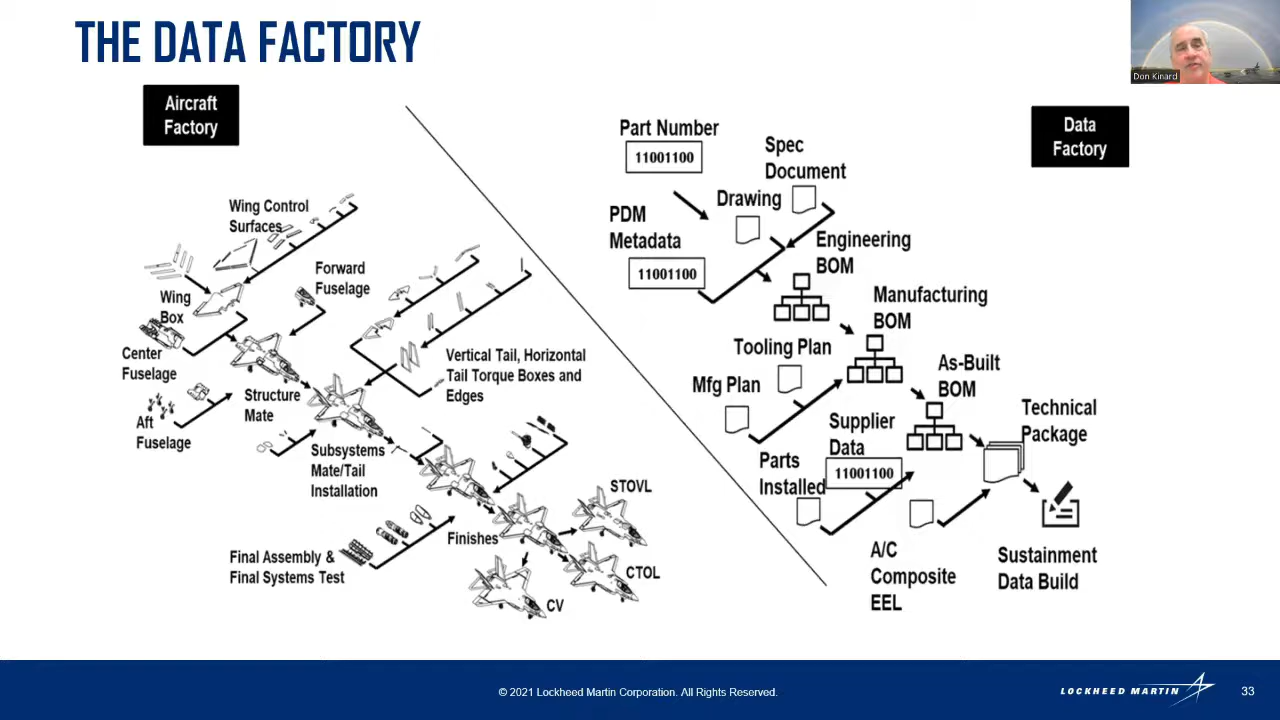 THE DATA FACTORY
Don Kinard
Aircraft
Factory
Wing Control
Surfaces
Forward
Fuselage
Wing
Box
Center
Fuselage
Structure
Mate
Aft
Fuselage
Vertical Tail, Horizontal
Tail Torque Boxes and
Edges
Subsystems
Mate/Tail
Installation
Final Assembly &
Final Systems Test
Finishes
STOVL
CTOL
CV
Data
Factory
Part Number
11001100
Spec
Document
Drawing
PDM
Metadata
11001100
Engineering
BOM
Manufacturing
BOM
Tooling Plan
Mfg Plan
As-Built
BOM
Supplier
Data
11001100
Parts
Installed
Technical
Package
A/C
Composite
EEL
Sustainment
Data Build
© 2021 Lockheed Martin Corporation. All Rights Reserved.
LOCKHEED MARTIN
33